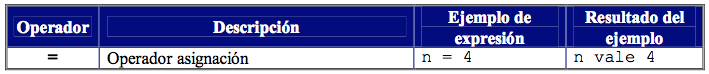 Operador Descripción Ejemplo de expresión Resultado del ejemplo
= Operador asignación n = 4 n vale 4